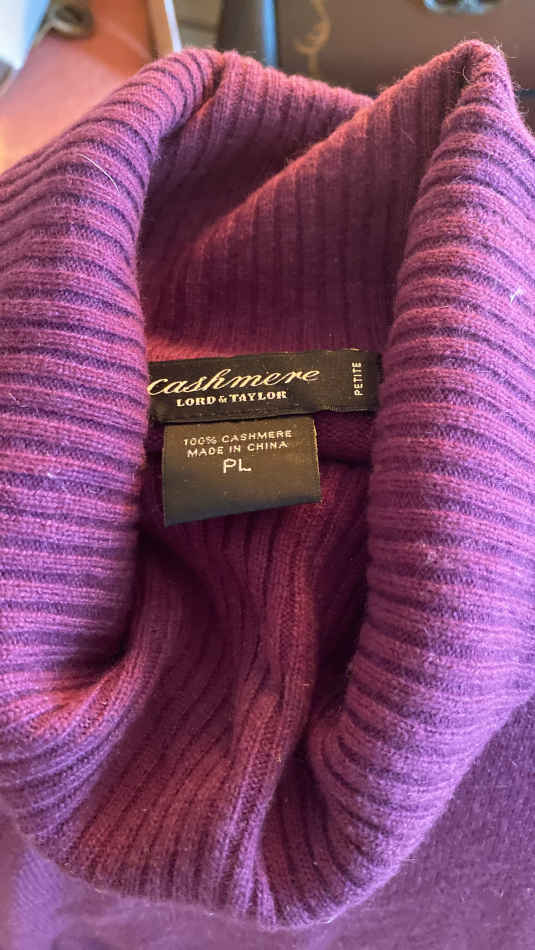 Cashmere
LORD & TAYLOR
PETITE
100% CASHMERE
MADE IN CHINA
PL